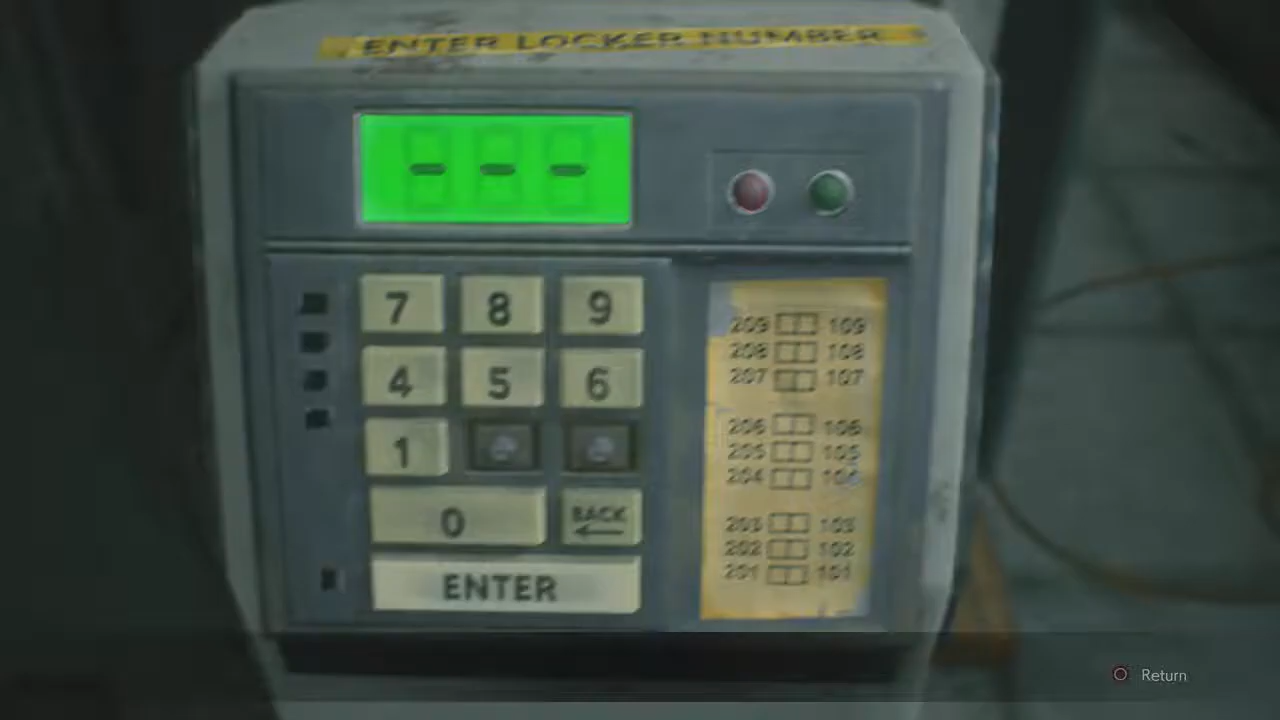 ENTER LOCKER NUMBER
- - -
7 8 9
4 5 6
1
0 BACK
ENTER
209 109
208 108
207 107
206 106
205 105
204 104
203 103
202 102
201 101
Return